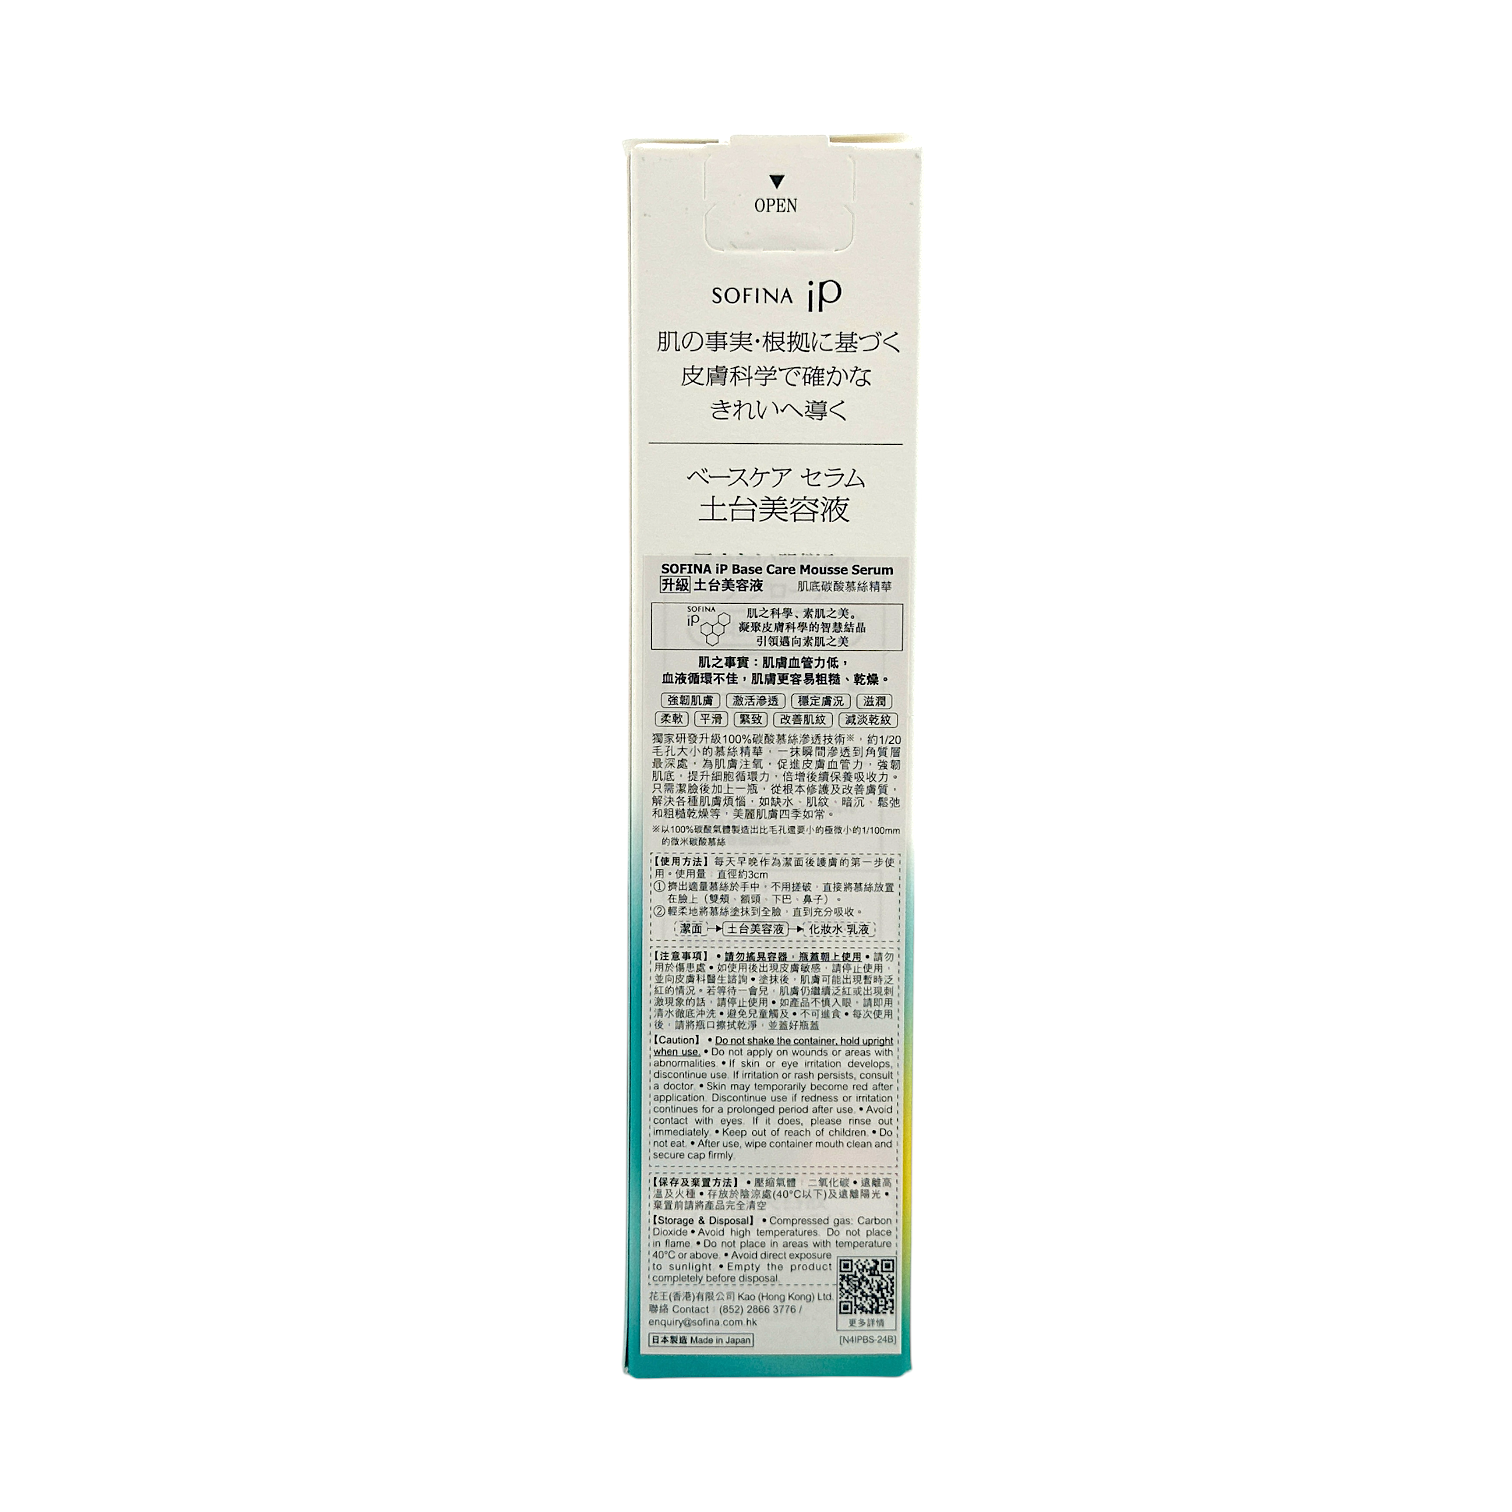 ▼
OPEN
SOFINA iP
肌の事実・根拠に基づく
皮膚科学で確かな
きれいへ導く
ベースケア セラム
土台美容液
SOFINA iP Base Care Mousse Serum
升級 土台美容液 肌底碳酸慕絲精華
SOFINA iP
肌之科學、素肌之美。
凝聚皮膚科學的智慧結晶
引領邁向素肌之美
肌之事實：肌膚血管力低，
血液循環不佳，肌膚更容易粗糙、乾燥。
強韌肌膚 激活滲透 穩定膚況 滋潤
柔軟 平滑 緊致 改善肌紋 減淡乾紋
獨家研發升級100%碳酸慕絲滲透技術※，約1/20
毛孔大小的慕絲精華，一抹瞬間滲透到角質層
最深處，為肌膚注氧，促進皮膚血管力，強韌
肌底，提升細胞循環力，倍增後續保養吸收力。
只需潔臉後加上一瓶，從根本修護及改善膚質，
解決各種肌膚煩惱，如缺水、肌紋、暗沉、鬆弛
和粗糙乾燥等，美麗肌膚四季如常。
※以100%碳酸氣體製造出比毛孔還要小的極微小的1/100mm
的微米碳酸慕絲
【使用方法】每天早晚作為潔面後護膚的第一步使
用。使用量：直徑約3cm
①擠出適量慕絲於手中，不用搓破，直接將慕絲放置
在臉上（雙頰、額頭、下巴、鼻子）。
②輕柔地將慕絲塗抹到全臉，直到充分吸收。
潔面→土台美容液→化妝水·乳液
【注意事項】•請勿搖晃容器，瓶蓋朝上使用•請勿
用於傷患處•如使用後出現皮膚敏感，請停止使用，
並向皮膚科醫生諮詢•塗抹後，肌膚可能出現暫時泛
紅的情況。若等待一會兒，肌膚仍繼續泛紅或出現刺
激現象的話，請停止使用•如產品不慎入眼，請即用
清水徹底沖洗•避免兒童觸及•不可進食•每次使用
後，請將瓶口擦拭乾淨，並蓋好瓶蓋
【Caution】•Do not shake the container, hold upright
when use.•Do not apply on wounds or areas with
abnormalities.•If skin or eye irritation develops,
discontinue use. If irritation or rash persists, consult
a doctor.•Skin may temporarily become red after
application. Discontinue use if redness or irritation
continues for a prolonged period after use.•Avoid
contact with eyes. If it does, please rinse out
immediately.•Keep out of reach of children.•Do
not eat.•After use, wipe container mouth clean and
secure cap firmly.
【保存及棄置方法】•壓縮氣體：二氧化碳•遠離高
溫及火種•存放於陰涼處(40°C以下)及遠離陽光•
棄置前請將產品完全清空
【Storage & Disposal】•Compressed gas: Carbon
Dioxide•Avoid high temperatures. Do not place
in flame.•Do not place in areas with temperature
40°C or above.•Avoid direct exposure
to sunlight.•Empty the product
completely before disposal.
花王(香港)有限公司 Kao (Hong Kong) Ltd.
聯絡 Contact : (852) 2866 3776 /
enquiry@sofina.com.hk
更多詳情
日本製造 Made in Japan
[N4IPBS-24B]